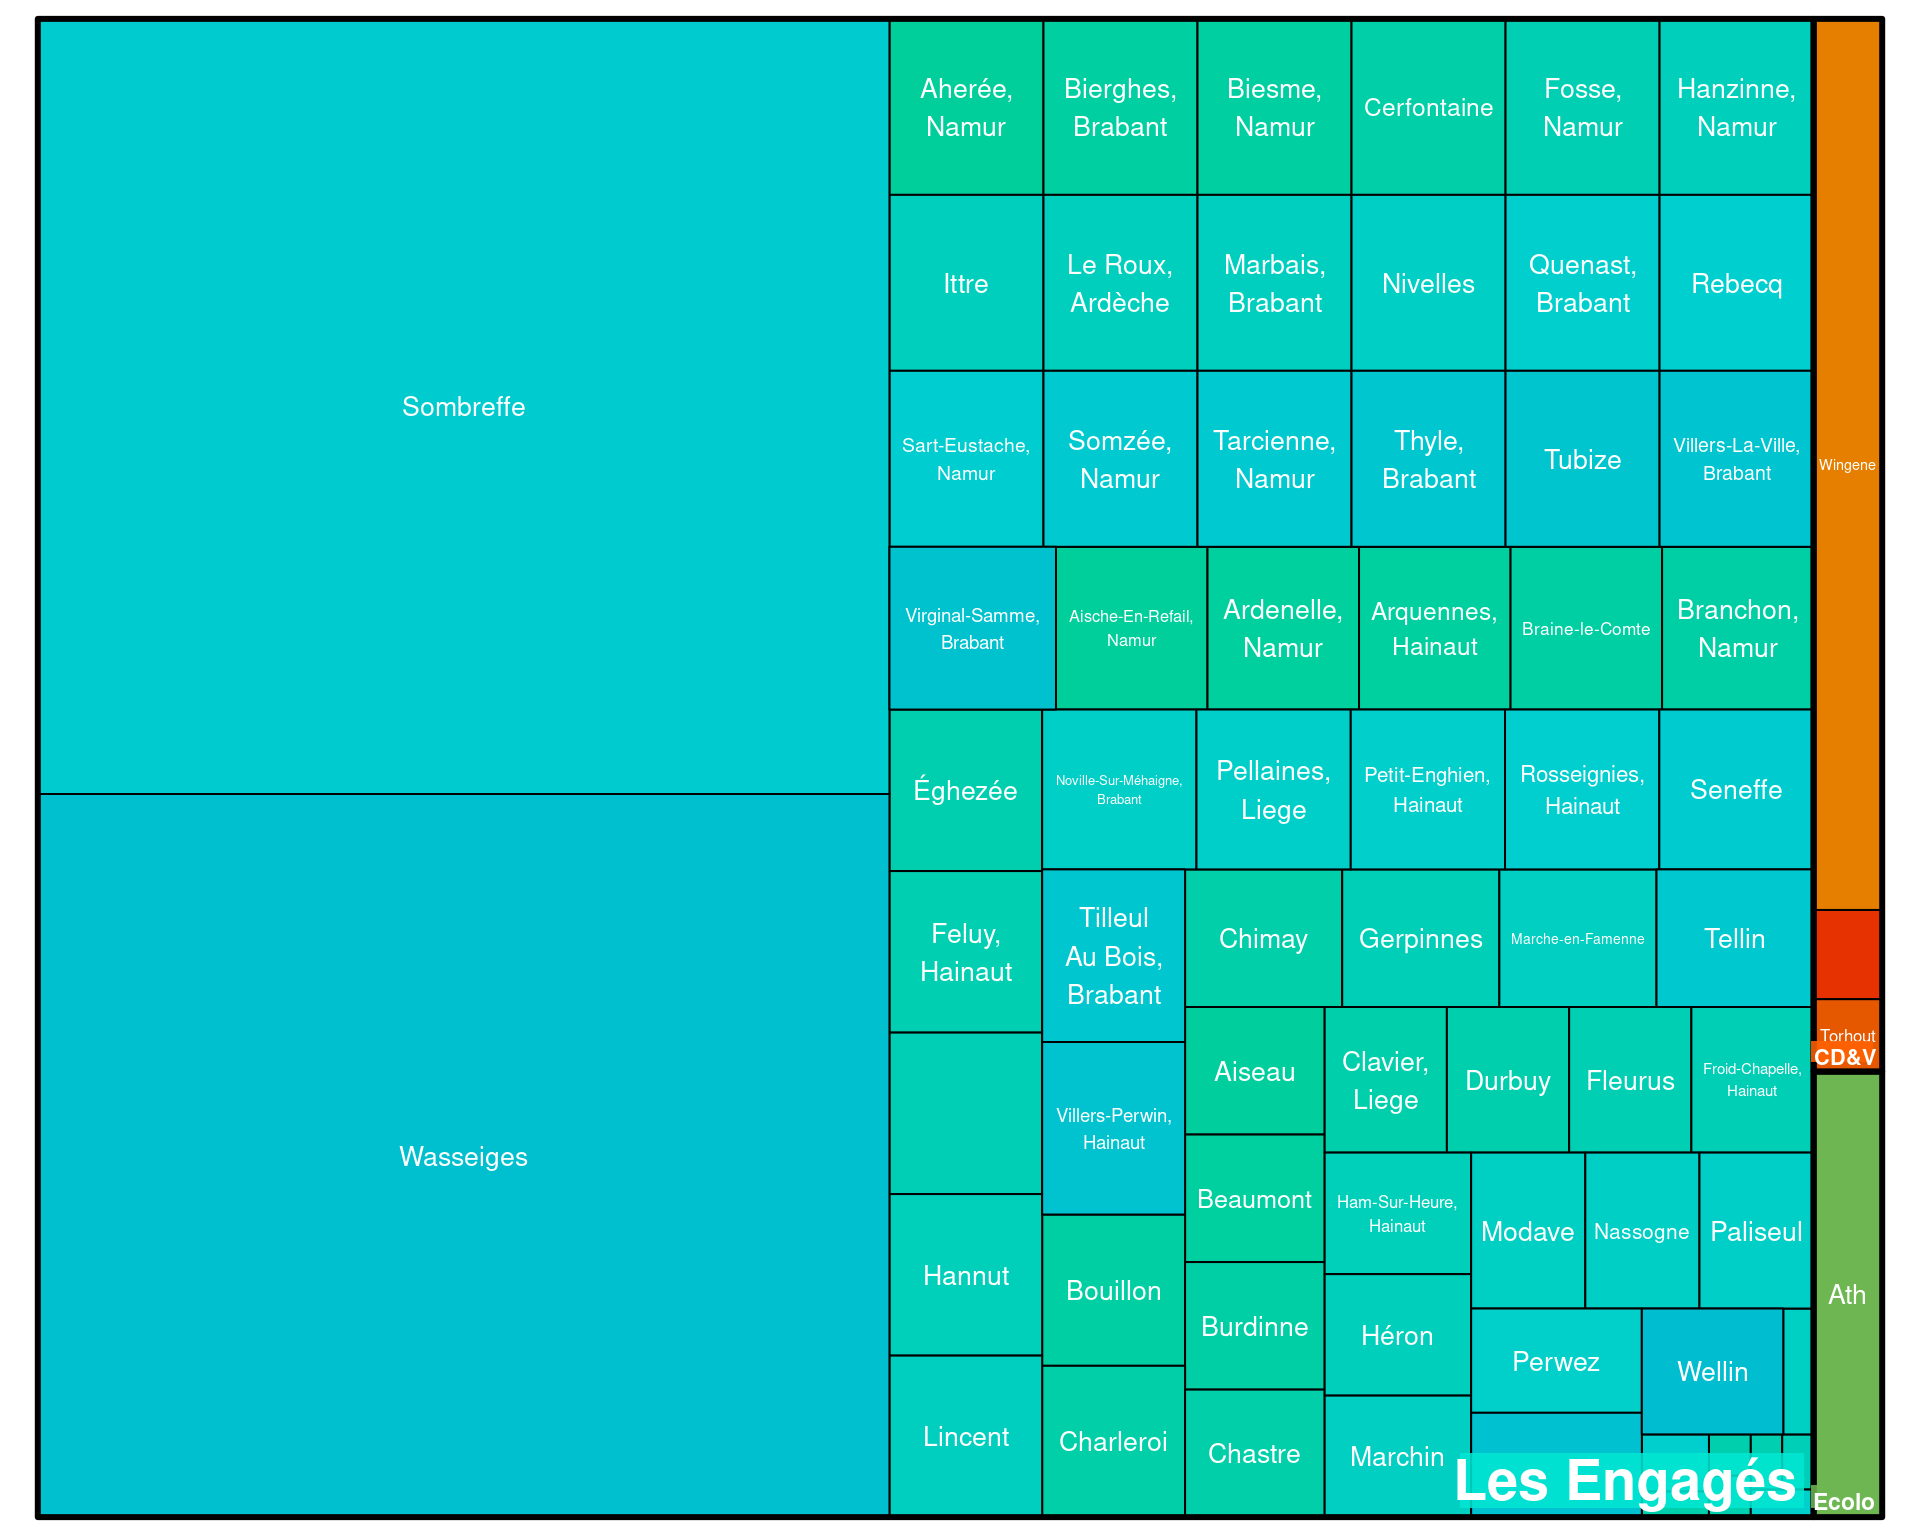 Sombreffe
Wasseiges
Aherée,
Namur
Bierghes,
Brabant
Biesme,
Namur
Cerfontaine
Fosse,
Namur
Hanzinne,
Namur
Ittre
Le Roux,
Ardèche
Marbais,
Brabant
Nivelles
Quenast,
Brabant
Rebecq
Sart-Eustache,
Namur
Somzée,
Namur
Tarcienne,
Namur
Thyle,
Brabant
Tubize
Villers-La-Ville,
Brabant
Virginal-Samme,
Brabant
Aische-En-Refail,
Namur
Ardenelle,
Namur
Arquennes,
Hainaut
Braine-le-Comte
Branchon,
Namur
Éghezée
Noville-Sur-Méhaigne,
Brabant
Pellaines,
Liege
Petit-Enghien,
Hainaut
Rosseignies,
Hainaut
Seneffe
Feluy,
Hainaut
Tilleul
Au Bois,
Brabant
Chimay
Gerpinnes
Marche-en-Famenne
Tellin
Aiseau
Clavier,
Liege
Durbuy
Fleurus
Froid-Chapelle,
Hainaut
Villers-Perwin,
Hainaut
Beaumont
Ham-Sur-Heure,
Hainaut
Modave
Nassogne
Paliseul
Hannut
Bouillon
Burdinne
Héron
Perwez
Wellin
Lincent
Charleroi
Chastre
Marchin
Les Engagés
Wingene
Torhout
CD&V
Ath
Ecolo